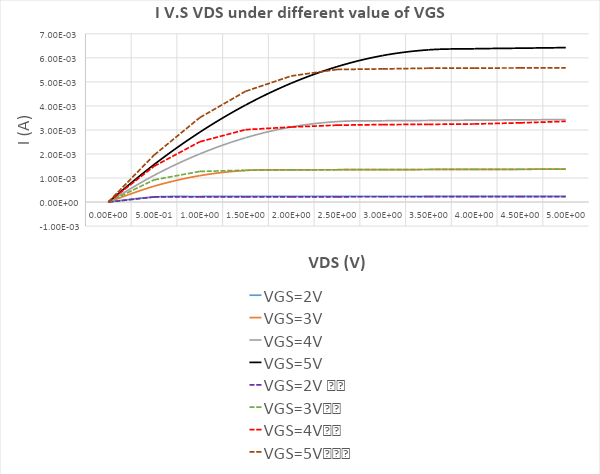 I V.S VDS under different value of VGS
7.00E-03
6.00E-03
5.00E-03
4.00E-03
3.00E-03
2.00E-03
1.00E-03
0.00E+00
-1.00E-03
I (A)
0.00E+00 5.00E-01 1.00E+00 1.50E+00 2.00E+00 2.50E+00 3.00E+00 3.50E+00 4.00E+00 4.50E+00 5.00E+00
VDS (V)
VGS=2V
VGS=3V
VGS=4V
VGS=5V
VGS=2V
VGS=3V
VGS=4V
VGS=5V